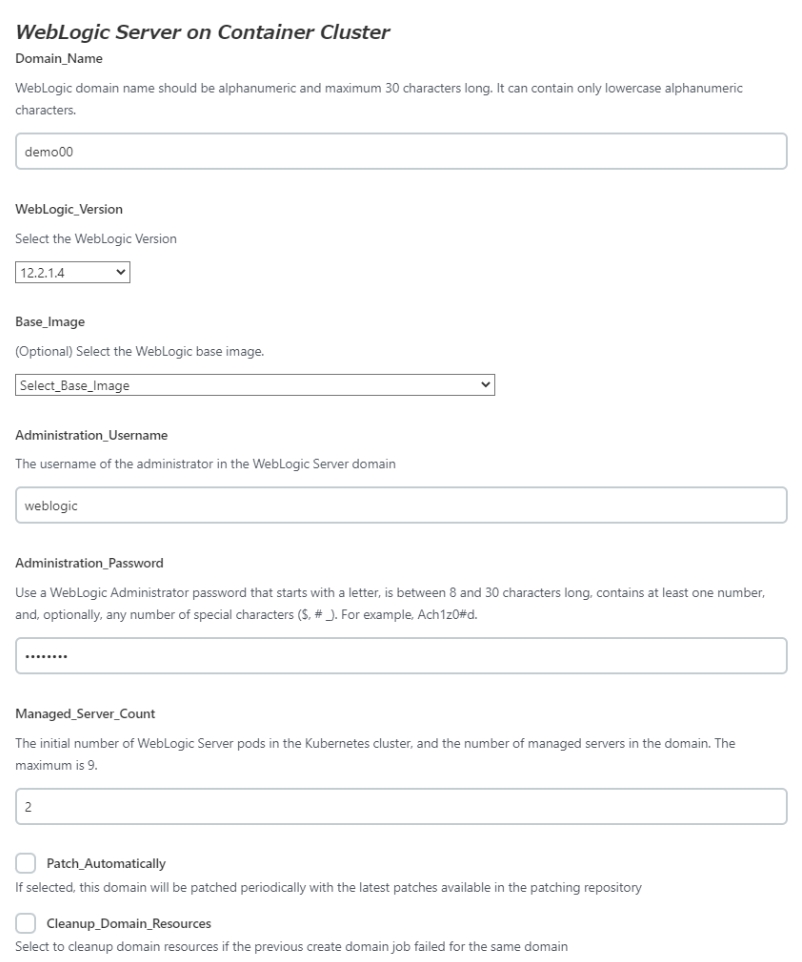 WebLogic Server on Container Cluster
Domain_Name
WebLogic domain name should be alphanumeric and maximum 30 characters long. It can contain only lowercase alphanumeric
characters.
demo00
WebLogic_Version
Select the WebLogic Version
12.2.1.4
Base_Image
(Optional) Select the WebLogic base image.
Select_Base_Image
Administration_Username
The username of the administrator in the WebLogic Server domain
weblogic
Administration_Password
Use a WebLogic Administrator password that starts with a letter, is between 8 and 30 characters long, contains at least one number,
and, optionally, any number of special characters ($, # _). For example, Ach1z0#d.
••••••••
Managed_Server_Count
The initial number of WebLogic Server pods in the Kubernetes cluster, and the number of managed servers in the domain. The
maximum is 9.
2
Patch_Automatically
If selected, this domain will be patched periodically with the latest patches available in the patching repository
Cleanup_Domain_Resources
Select to cleanup domain resources if the previous create domain job failed for the same domain